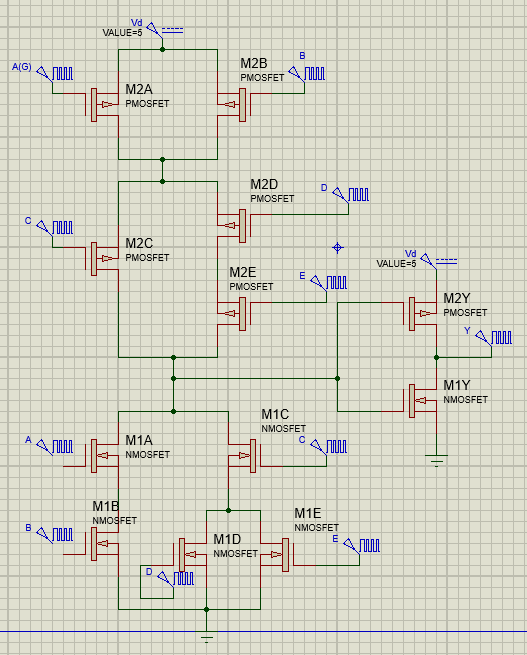 Vd
VALUE=5
A(G)
M2A
PMOSFET
M2B
PMOSFET
B
C
M2C
PMOSFET
M2D
PMOSFET
D
M2E
PMOSFET
E
Vd
VALUE=5
M2Y
PMOSFET
Y
M1Y
NMOSFET
A
M1A
NMOSFET
M1C
NMOSFET
C
B
M1B
NMOSFET
D
M1D
NMOSFET
M1E
NMOSFET
E